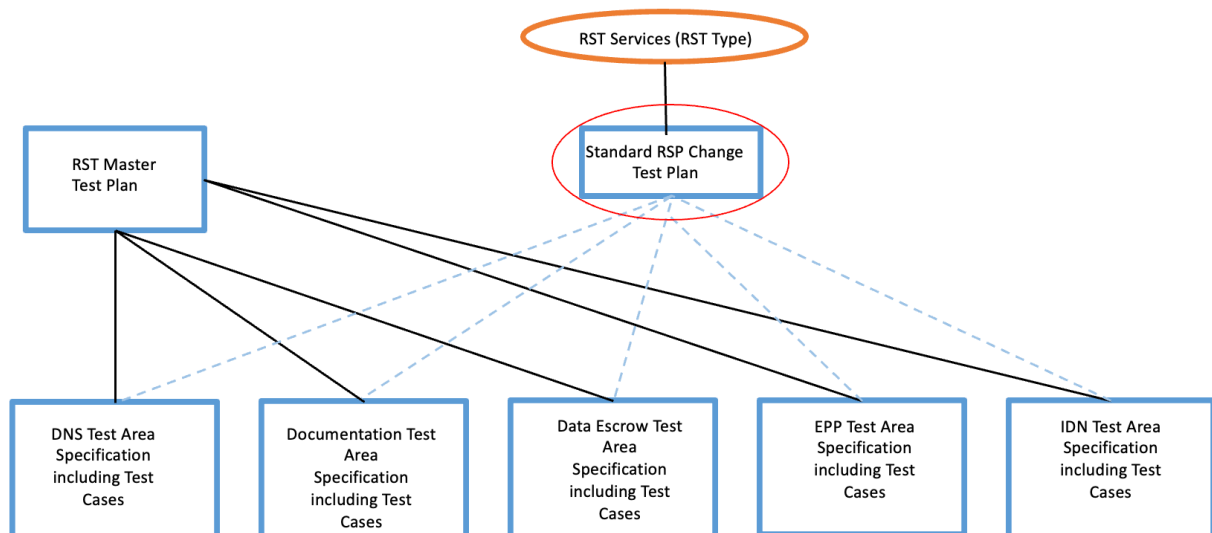 RST Services (RST Type)
RST Master
Test Plan
Standard RSP Change
Test Plan
DNS Test Area
Specification
including Test
Cases
Documentation Test
Area
Specification
including Test
Cases
Data Escrow Test
Area
Specification
including Test
Cases
EPP Test Area
Specification
including Test
Cases
IDN Test Area
Specification
including Test
Cases